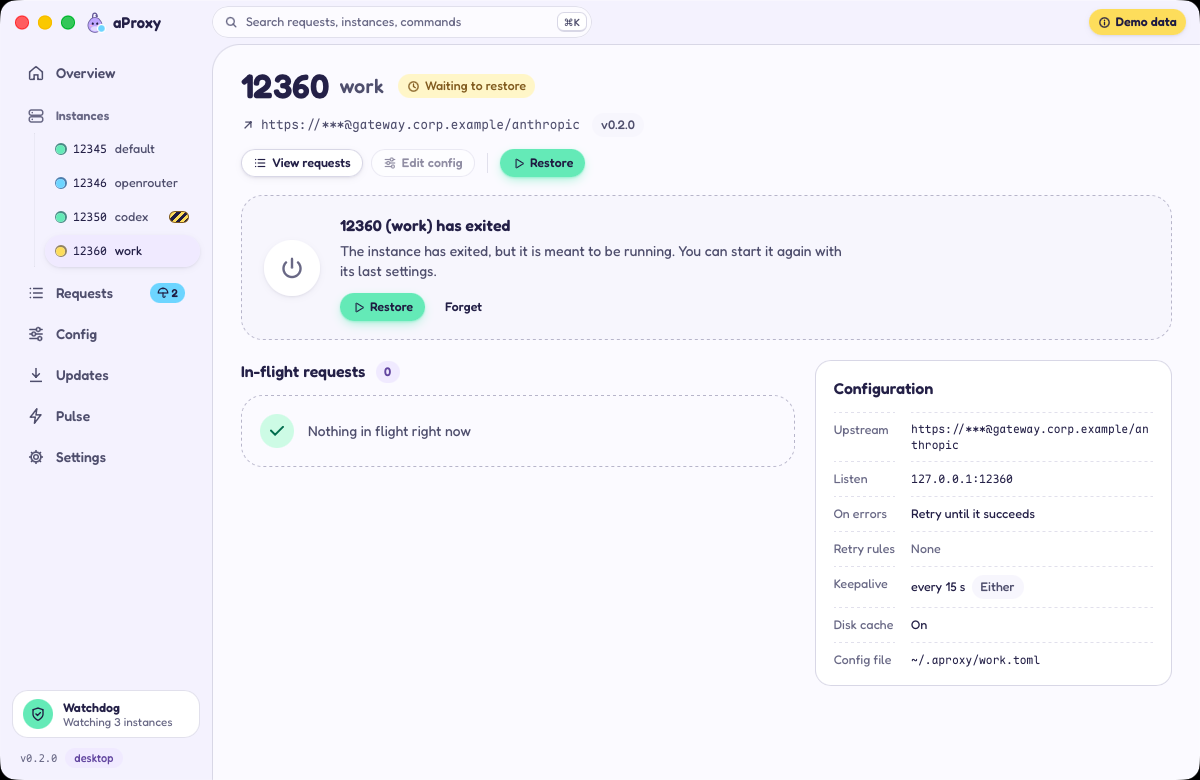 aProxy
Search requests, instances, commands
⌘K
Demo data
Overview
Instances
12345 default
12346 openrouter
12350 codex
12360 work
Requests
2
Config
Updates
Pulse
Settings
Watchdog
Watching 3 instances
v0.2.0 desktop
12360 work
Waiting to restore
https://***@gateway.corp.example/anthropic
v0.2.0
View requests
Edit config
Restore
12360 (work) has exited
The instance has exited, but it is meant to be running. You can start it again with
its last settings.
Restore
Forget
In-flight requests 0
Nothing in flight right now
Configuration
Upstream https://***@gateway.corp.example/an
thropic
Listen 127.0.0.1:12360
On errors Retry until it succeeds
Retry rules None
Keepalive every 15 s Either
Disk cache On
Config file ~/.aproxy/work.toml